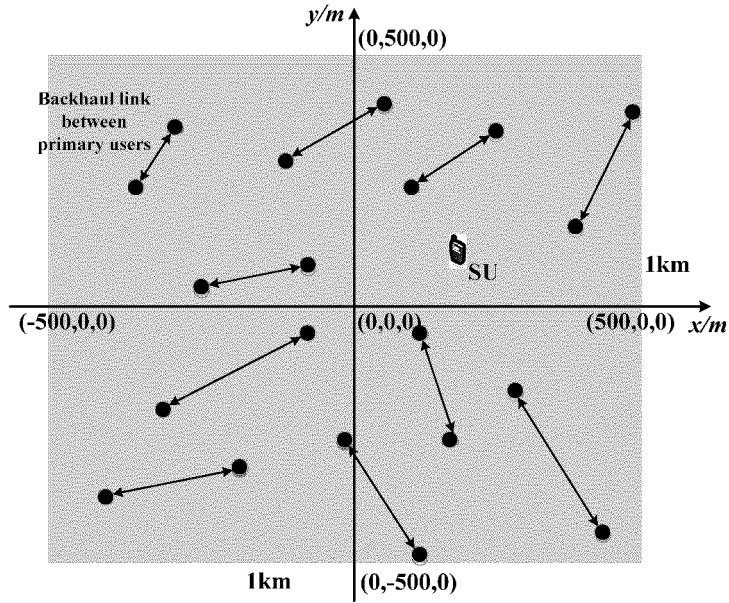 y/m
(0,500,0)
Backhaul link
between
primary users
SU
1km
(-500,0,0)
(0,0,0)
(500,0,0)
x/m
1km
(0,-500,0)